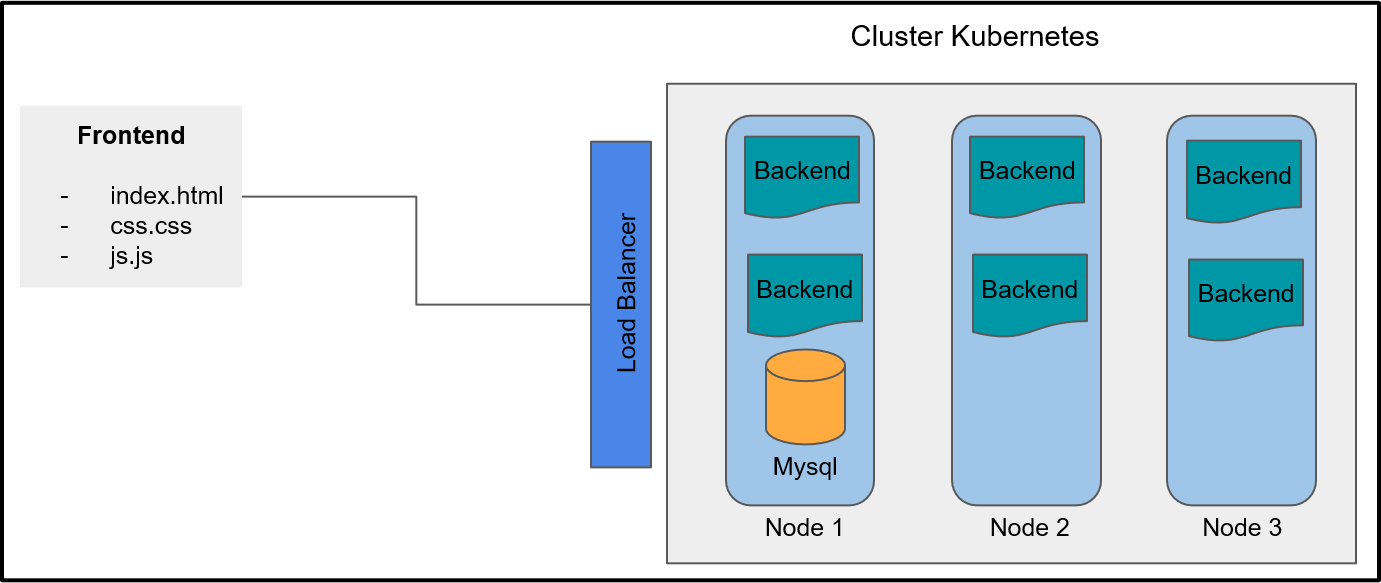 Cluster Kubernetes
Frontend
- index.html
- css.css
- js.js
Load Balancer
Backend
Backend
Mysql
Node 1
Backend
Backend
Node 2
Backend
Backend
Node 3